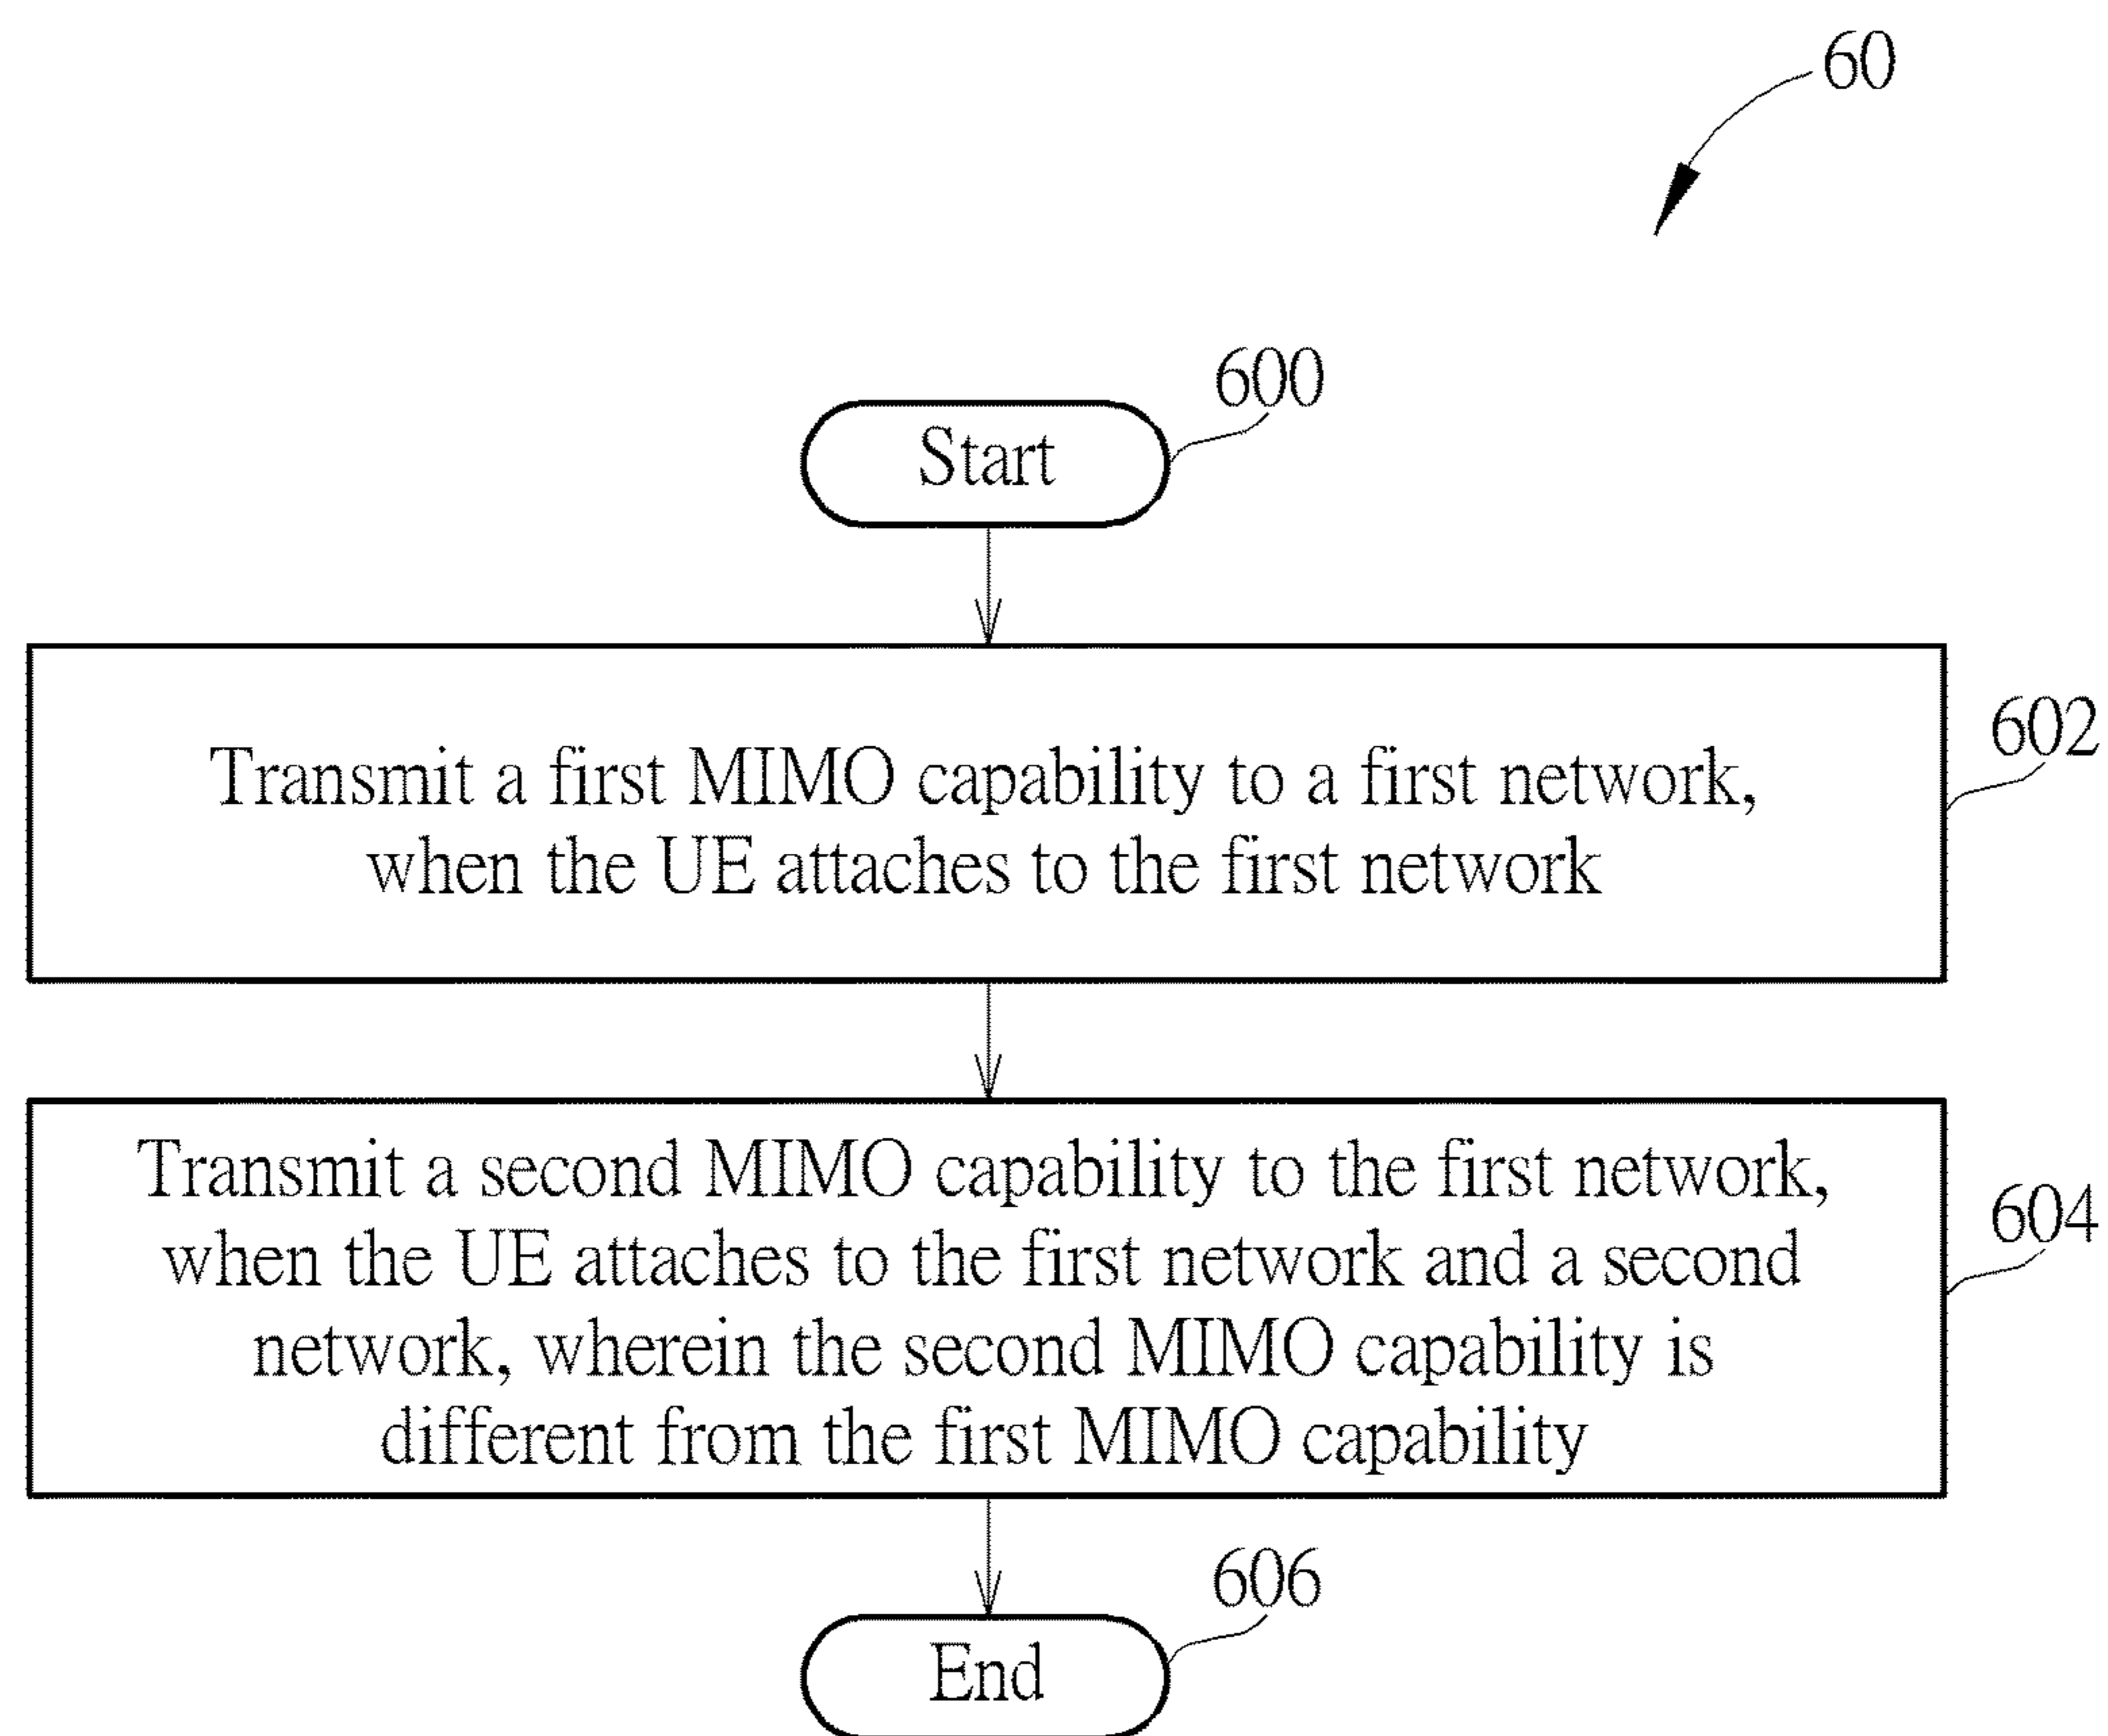 60
600
Start
602
Transmit a first MIMO capability to a first network,
when the UE attaches to the first network
604
Transmit a second MIMO capability to the first network,
when the UE attaches to the first network and a second
network, wherein the second MIMO capability is
different from the first MIMO capability
606
End